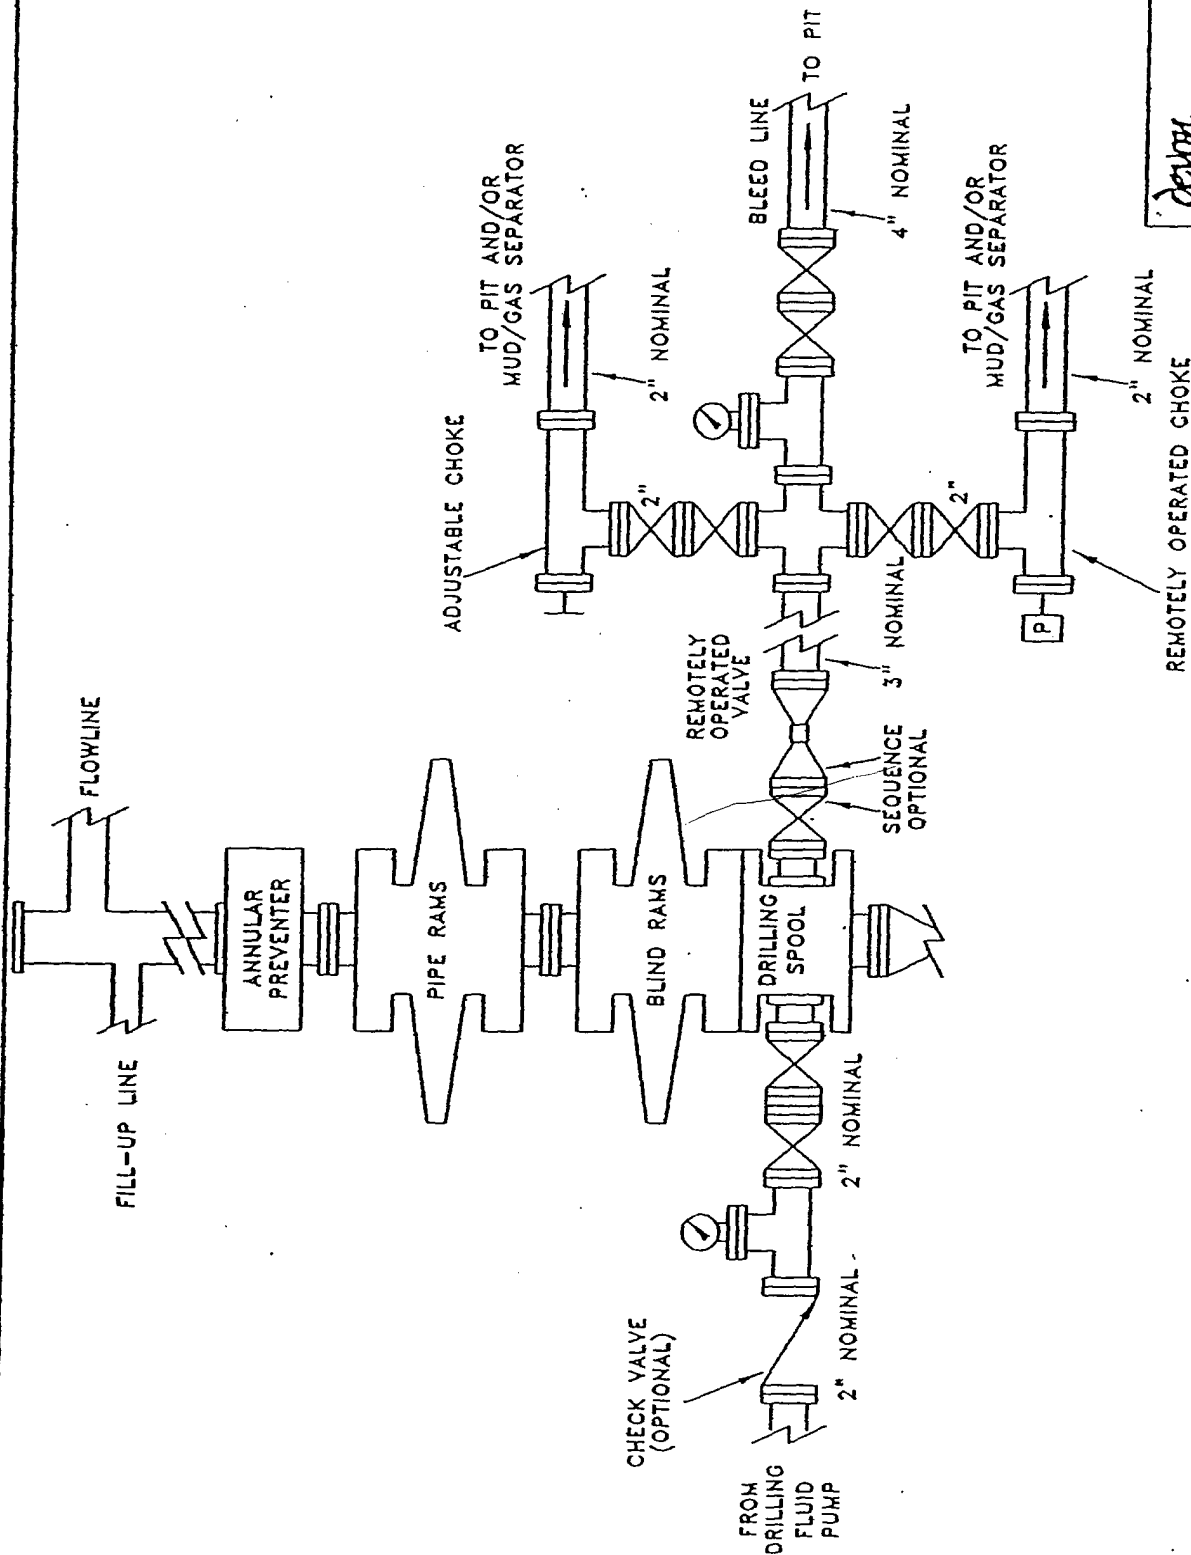 FLOWLINE
FILL-UP LINE
ANNULAR
PREVENTER
PIPE RAMS
BLIND RAMS
DRILLING
SPOOL
TO PIT AND/OR
MUD/GAS SEPARATOR
2" NOMINAL
ADJUSTABLE CHOKE
2"
BLEED LINE
TO PIT
4" NOMINAL
REMOTELY
OPERATED
VALVE
3" NOMINAL
SEQUENCE
OPTIONAL
2"
TO PIT AND/OR
MUD/GAS SEPARATOR
2" NOMINAL
P
REMOTELY OPERATED CHOKE
2" NOMINAL
2" NOMINAL
CHECK VALVE
(OPTIONAL)
FROM
DRILLING
FLUID
PUMP